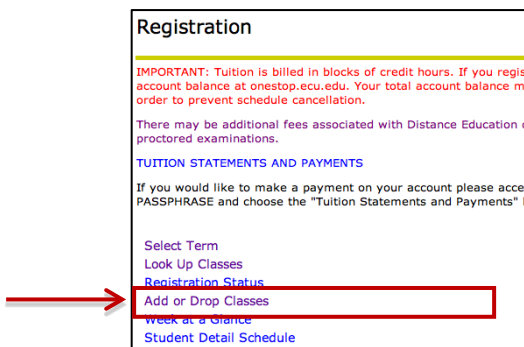 Registration
IMPORTANT: Tuition is billed in blocks of credit hours. If you regis
account balance at onestop.ecu.edu. Your total account balance m
order to prevent schedule cancellation.
There may be additional fees associated with Distance Education
proctored examinations.
TUITION STATEMENTS AND PAYMENTS
If you would like to make a payment on your account please acce
PASSPHRASE and choose the "Tuition Statements and Payments"
Select Term
Look Up Classes
Registration Status
Add or Drop Classes
Week at a Glance
Student Detail Schedule